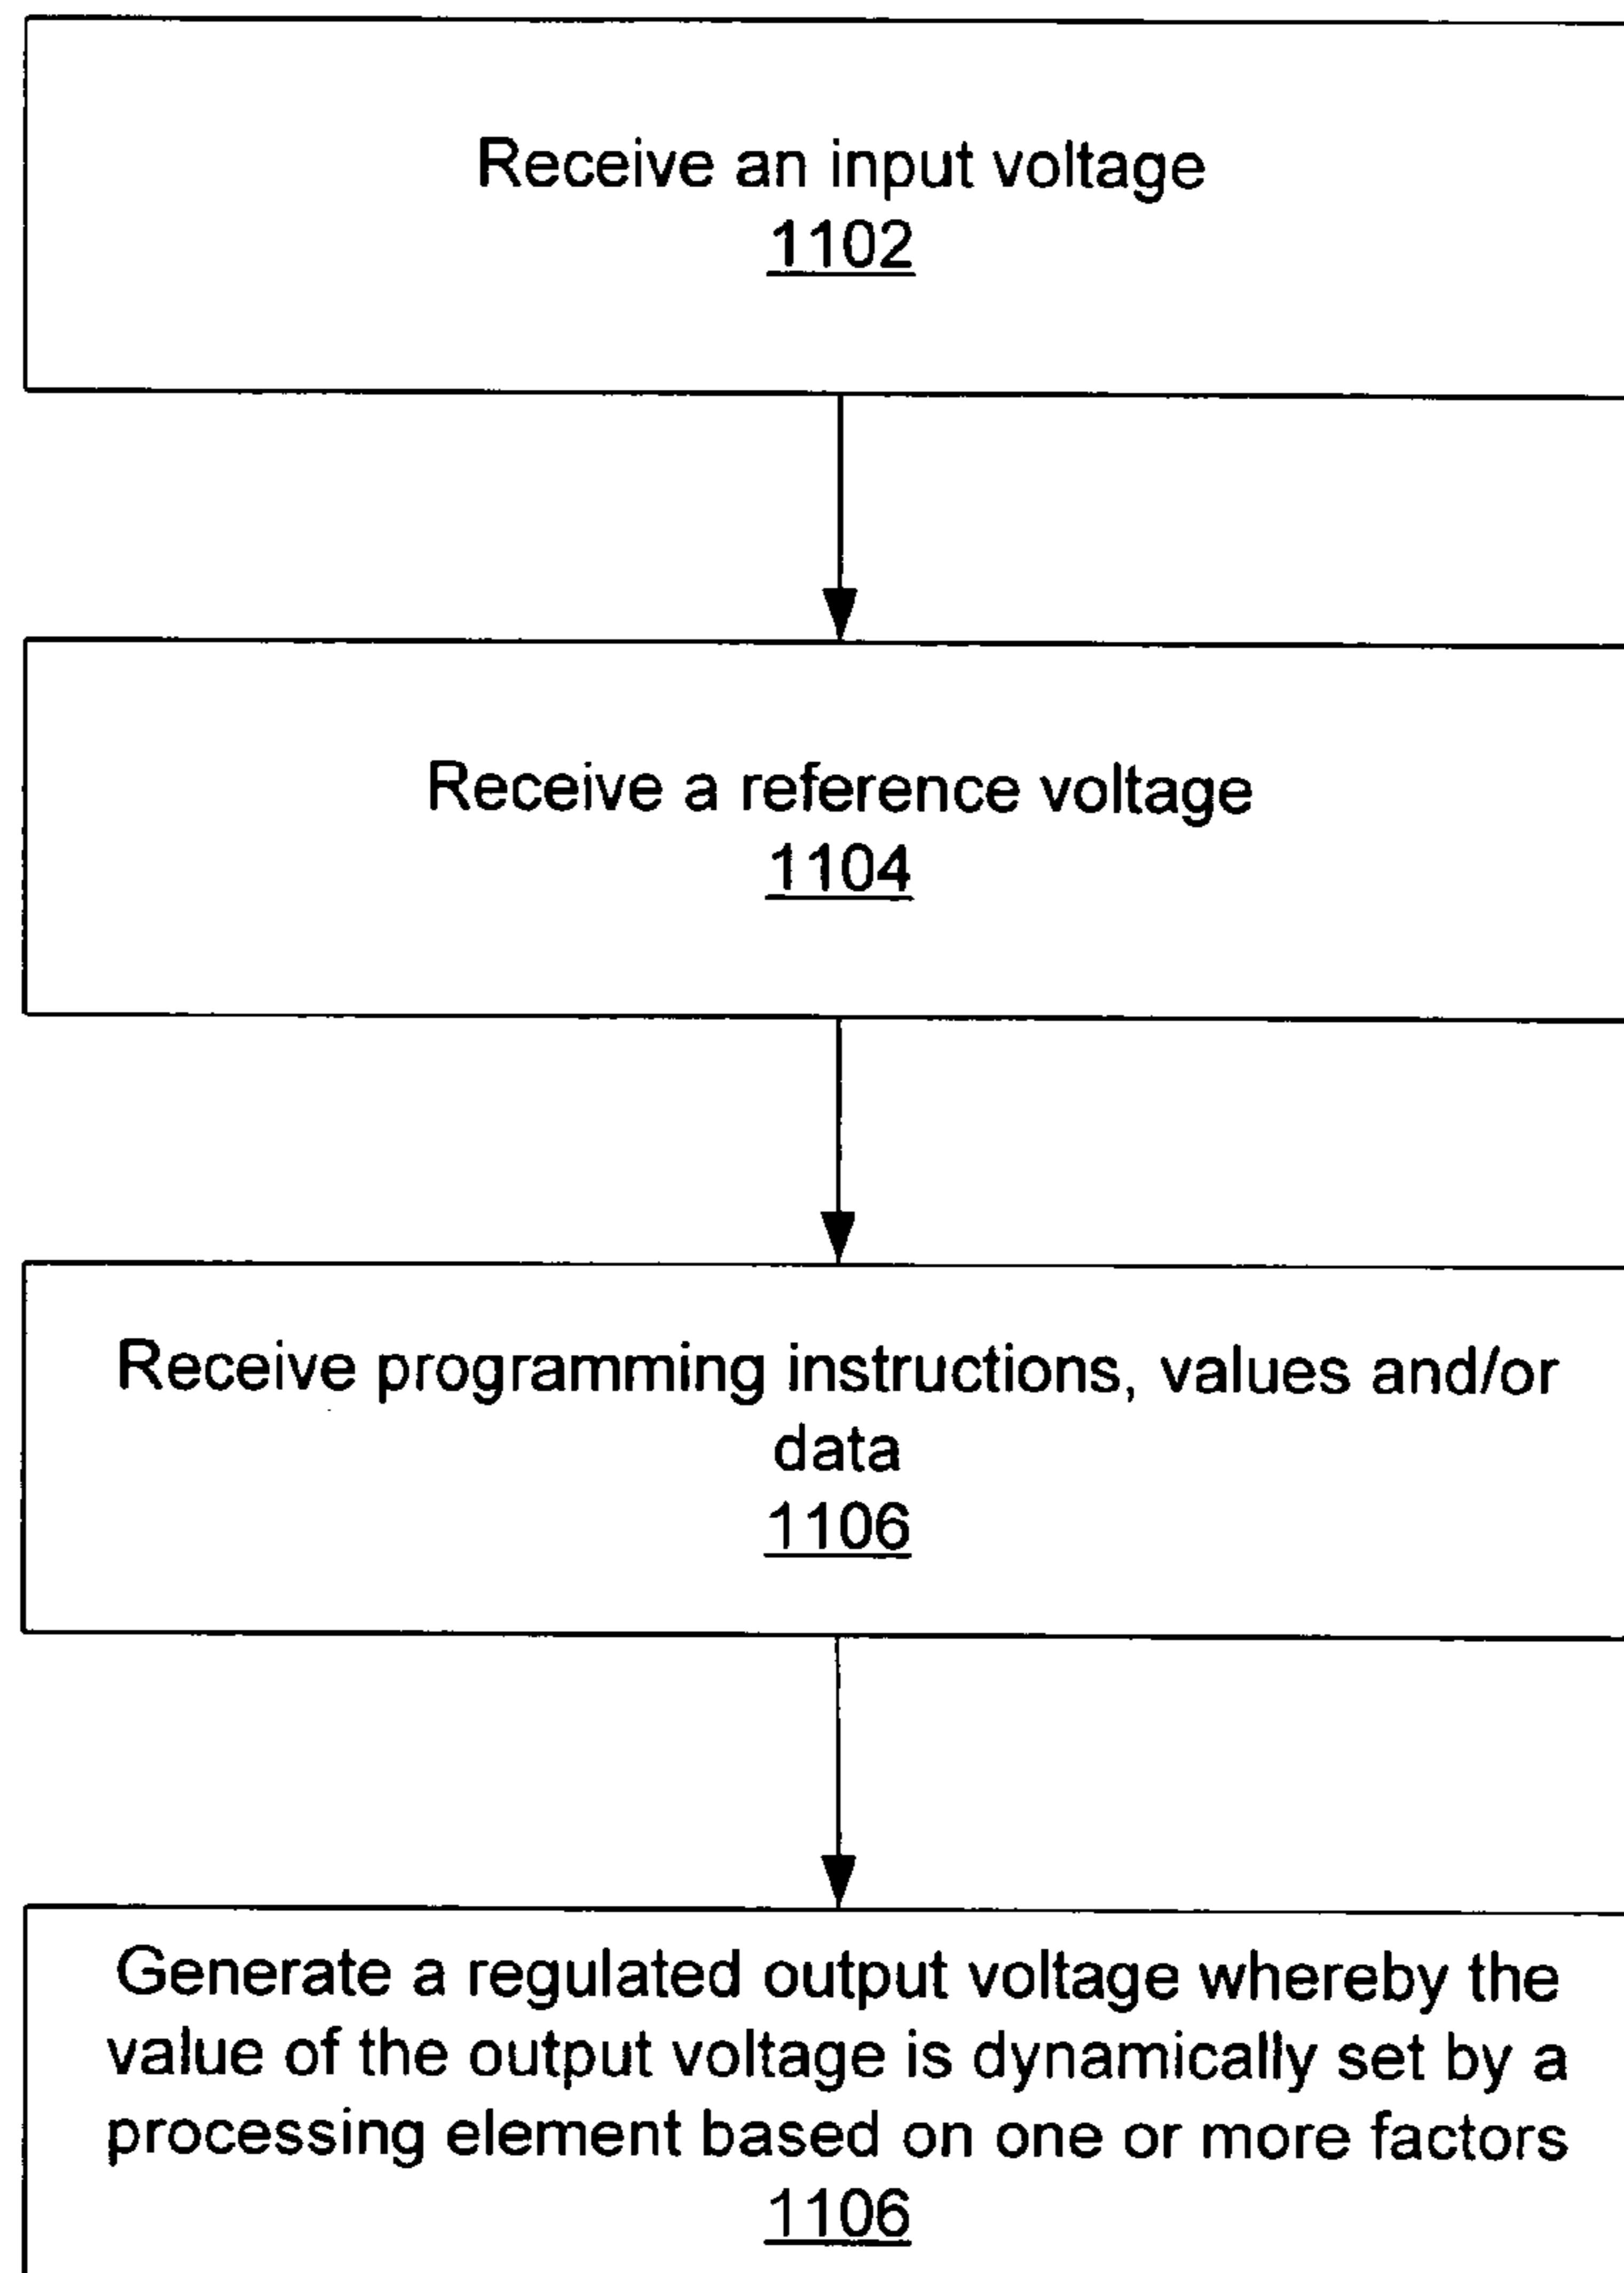 Receive an input voltage
1102
Receive a reference voltage
1104
Receive programming instructions, values and/or
data
1106
Generate a regulated output voltage whereby the
value of the output voltage is dynamically set by a
processing element based on one or more factors
1106